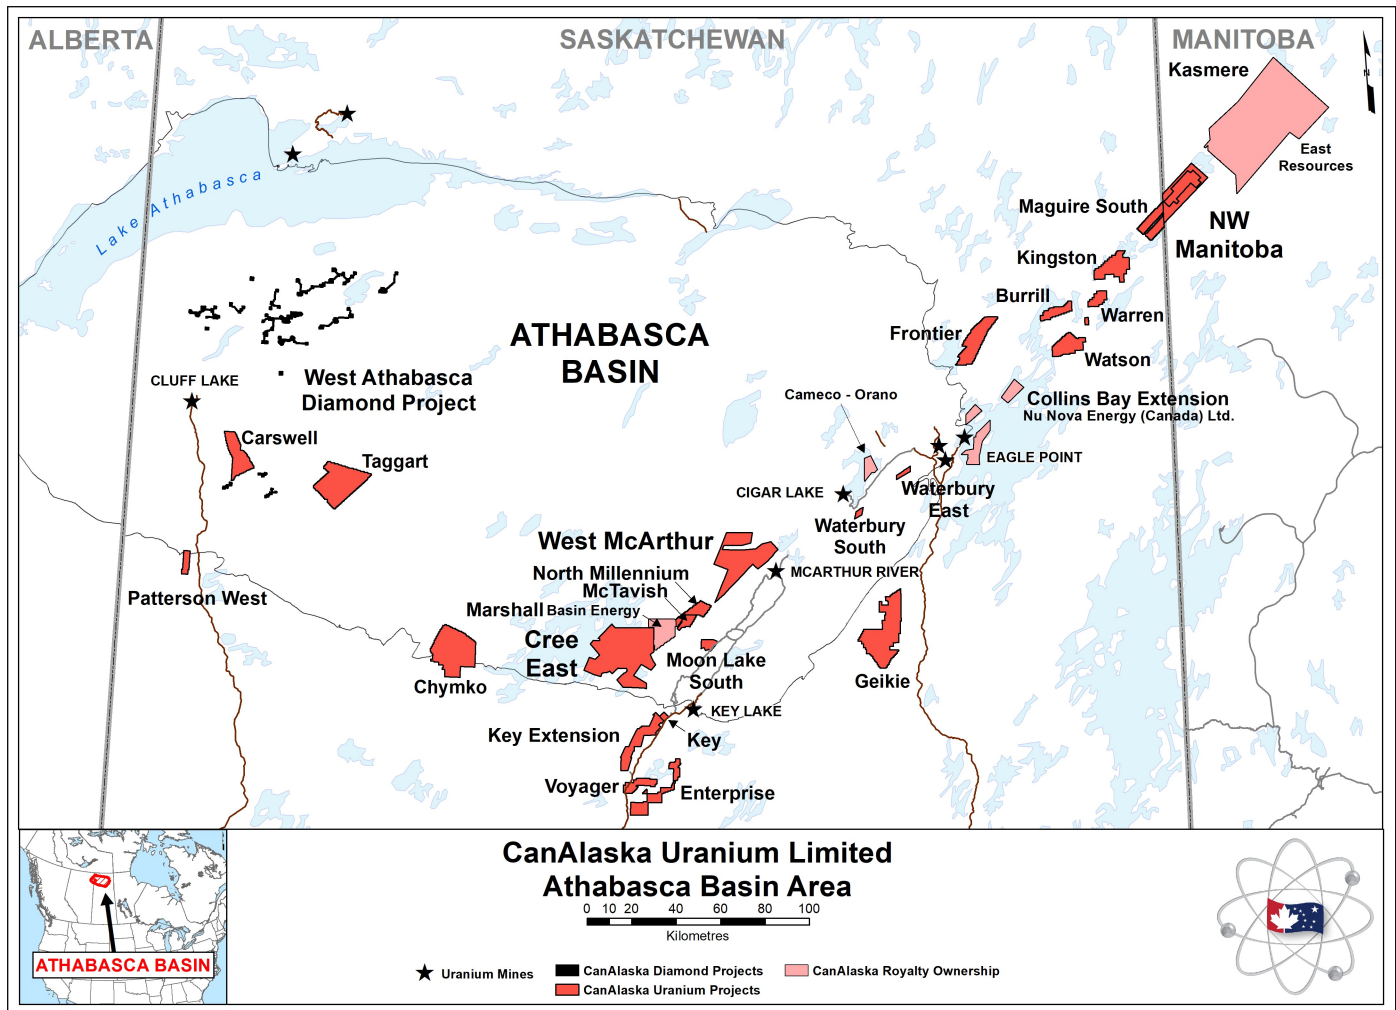 ALBERTA
SASKATCHEWAN
MANITOBA
Kasmere
N
East
Resources
Lake Athabasca
Maguire South
NW
Manitoba
Kingston
Burrill
Warren
Frontier
Watson
ATHABASCA
BASIN
CLUFF LAKE
West Athabasca
Diamond Project
Cameco - Orano
Collins Bay Extension
Nu Nova Energy (Canada) Ltd.
Carswell
Taggart
EAGLE POINT
CIGAR LAKE
Waterbury
East
Waterbury
South
West McArthur
North Millennium
MCARTHUR RIVER
McTavish
Marshall
Basin Energy
Patterson West
Cree
East
Moon Lake
South
Chymko
Geikie
KEY LAKE
Key Extension
Key
Voyager
Enterprise
CanAlaska Uranium Limited
Athabasca Basin Area
0 10 20 40 60 80 100
Kilometres
ATHABASCA BASIN
Uranium Mines
CanAlaska Diamond Projects
CanAlaska Royalty Ownership
CanAlaska Uranium Projects